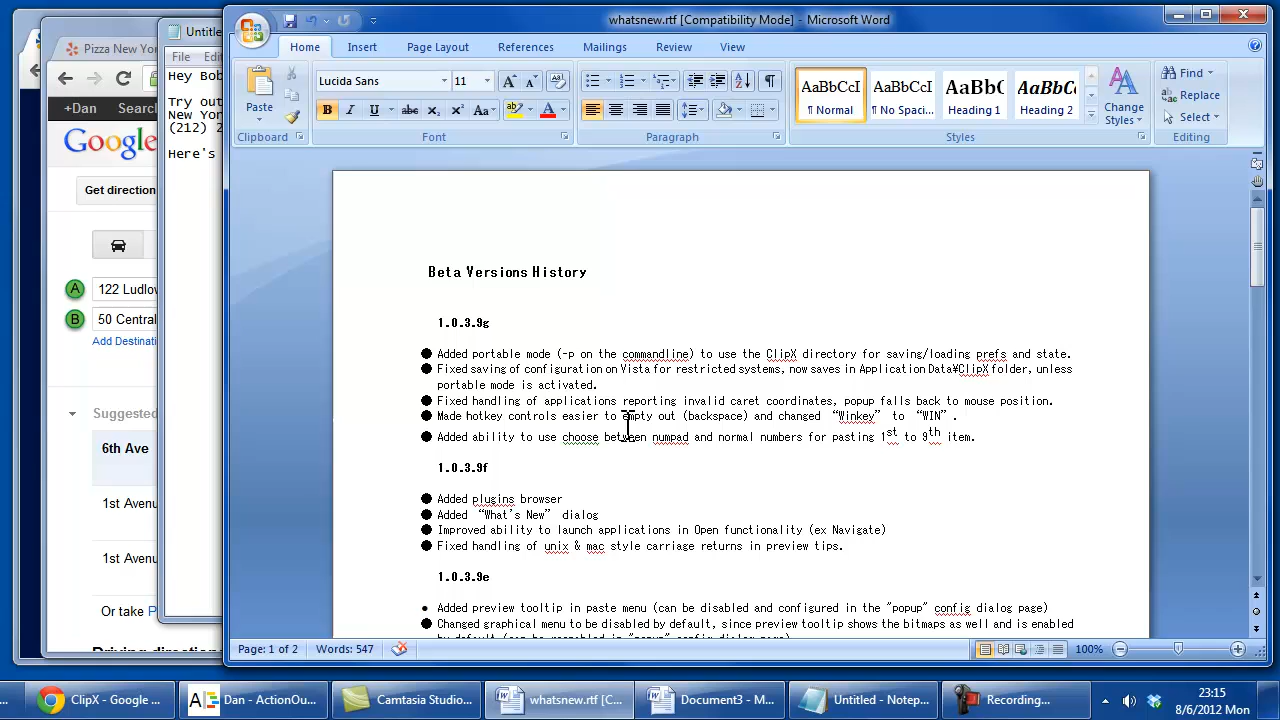 whatsnew.rtf [Compatibility Mode] - Microsoft Word
Home Insert Page Layout References Mailings Review View
Paste
Lucida Sans 11
AaBbCcI AaBbCcI AaBbC AaBbCc
¶ Normal ¶ No Spaci... Heading 1 Heading 2
Change Styles
Find
Replace
Select
Clipboard Font Paragraph Styles Editing
Beta Versions History
1.0.3.9g
● Added portable mode (-p on the commandline) to use the ClipX directory for saving/loading prefs and state.
● Fixed saving of configuration on Vista for restricted systems, now saves in Application Data¥ClipX folder, unless
portable mode is activated.
● Fixed handling of applications reporting invalid caret coordinates, popup falls back to mouse position.
● Made hotkey controls easier to empty out (backspace) and changed “Winkey” to “WIN”.
● Added ability to use choose between numpad and normal numbers for pasting 1st to 9th item.
1.0.3.9f
● Added plugins browser
● Added “What's New” dialog
● Improved ability to launch applications in Open functionality (ex Navigate)
● Fixed handling of unix & mac style carriage returns in preview tips.
1.0.3.9e
• Added preview tooltip in paste menu (can be disabled and configured in the "popup" config dialog page)
● Changed graphical menu to be disabled by default, since preview tooltip shows the bitmaps as well and is enabled
Page: 1 of 2 Words: 547 100%
Untitle
File Edi
Hey Bob
Try out
New Yor
(212) 2
Here's
Pizza New Yor
+Dan Search
Google
Get direction
A 122 Ludlow
B 50 Central
Add Destinati
Suggested
6th Ave
1st Avenu
1st Avenu
Or take P
Driving direction
ClipX - Google ...
Dan - ActionOu...
Camtasia Studio...
whatsnew.rtf [C...
Document3 - M...
Untitled - Notep...
Recording...
23:15
8/6/2012 Mon